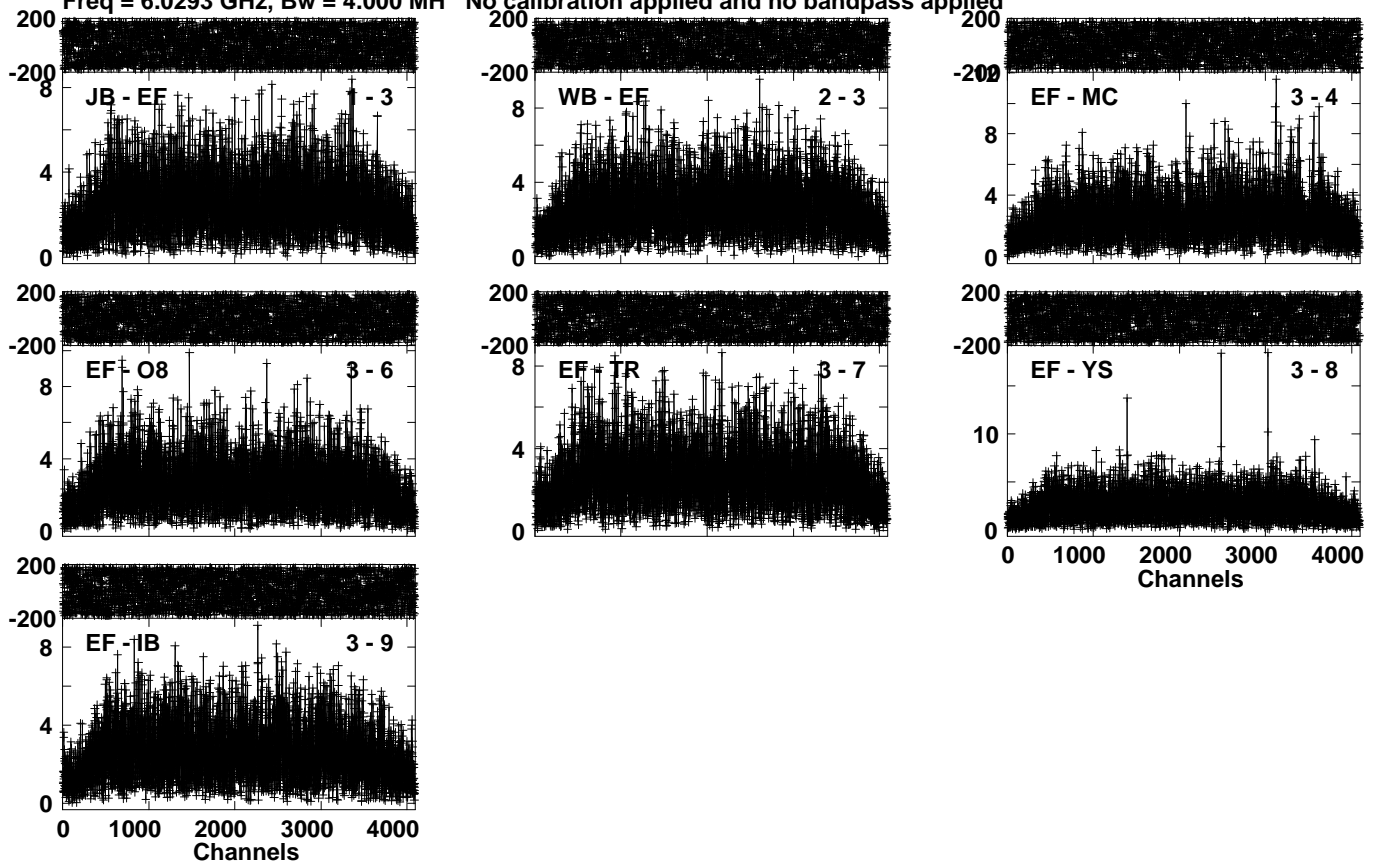 Freq = 6.0293 GHz, Bw = 4.000 MH No calibration applied and no bandpass applied
200
-200
8
4
0
JB - EF 1 - 3
200
-200
8
4
0
WB - EF 2 - 3
200
-200
12
8
4
0
EF - MC 3 - 4
200
-200
8
4
0
EF - O8 3 - 6
200
-200
8
4
0
EF - TR 3 - 7
200
-200
10
0
EF - YS 3 - 8
0 1000 2000 3000 4000
Channels
200
-200
8
4
0
EF - IB 3 - 9
0 1000 2000 3000 4000
Channels